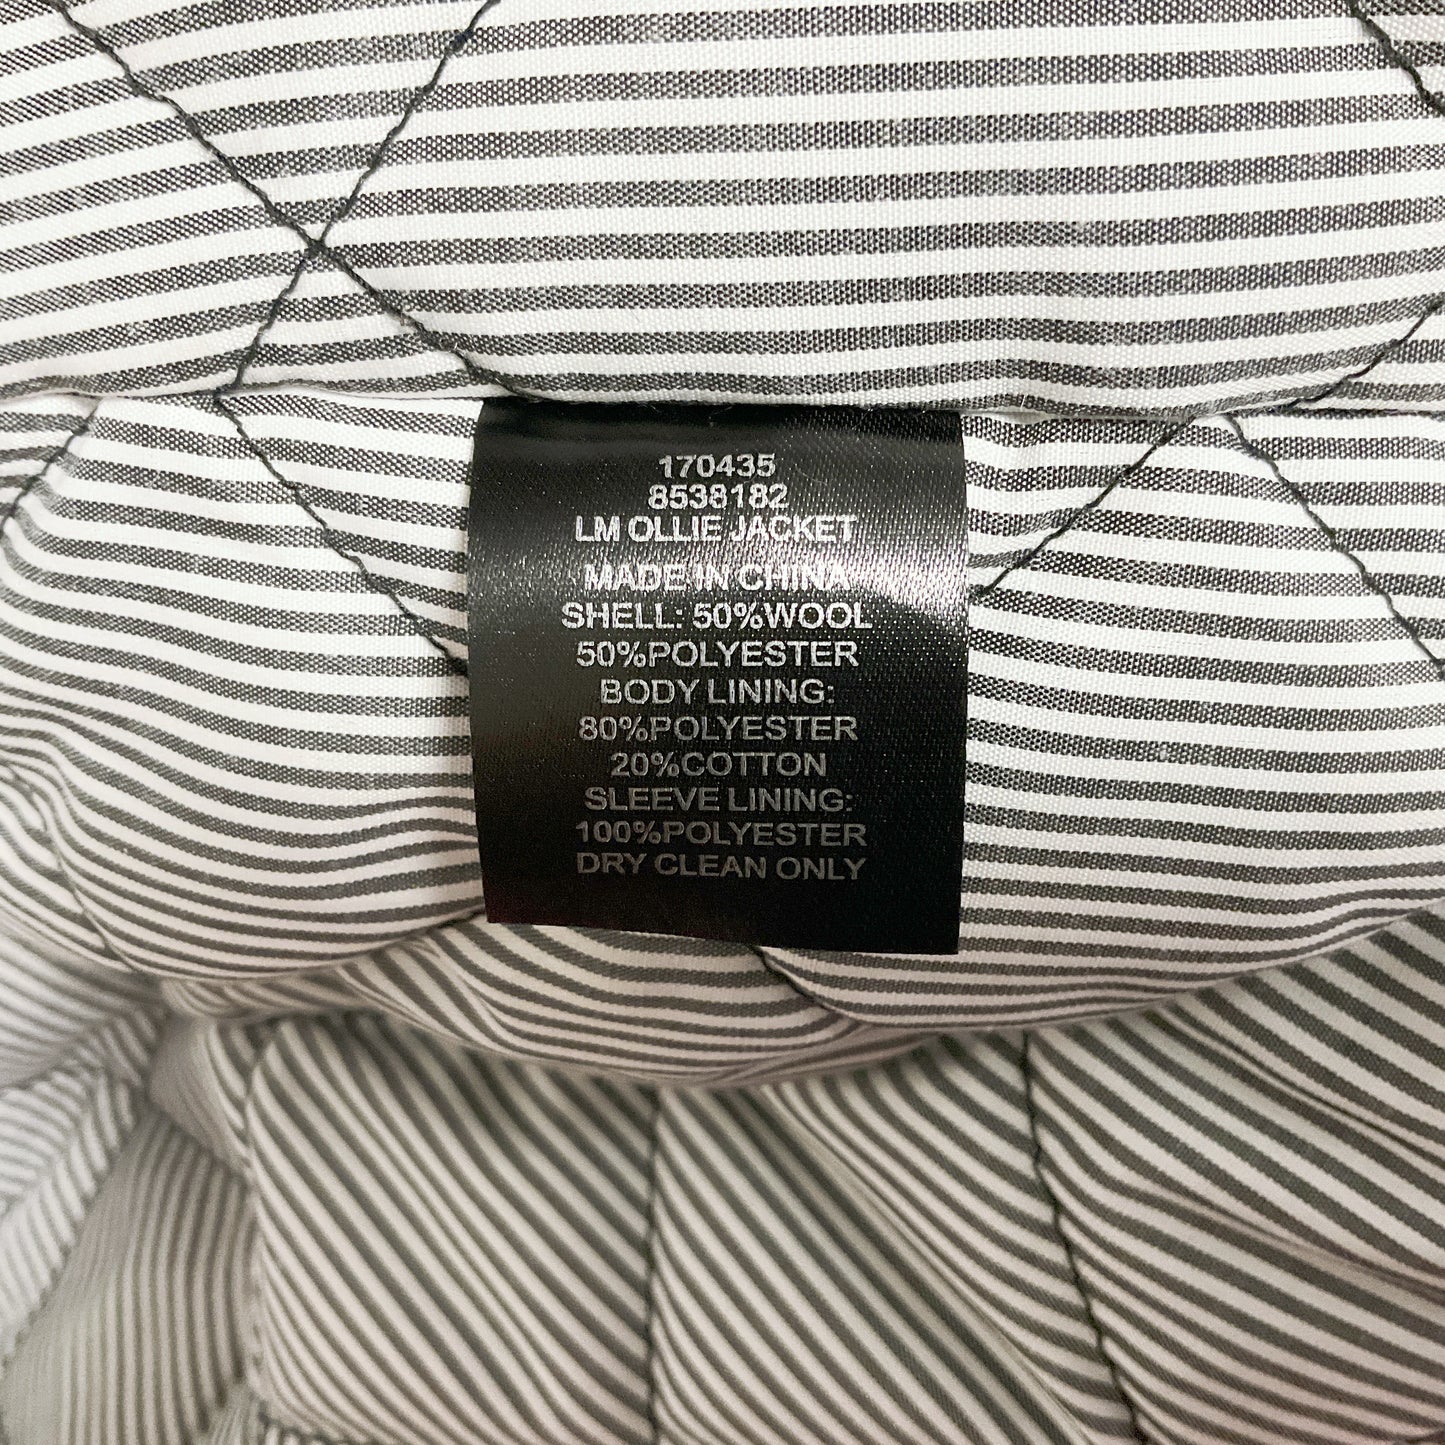 170435
8538182
LM OLLIE JACKET
MADE IN CHINA
SHELL: 50%WOOL
50%POLYESTER
BODY LINING:
80%POLYESTER
20%COTTON
SLEEVE LINING:
100%POLYESTER
DRY CLEAN ONLY